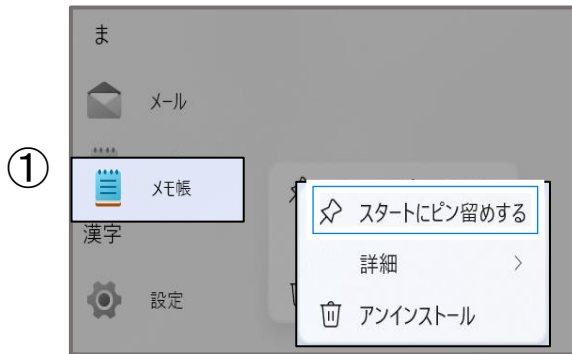 ま
メール
①
メモ帳
スタートにピン留めする
漢字
詳細
設定
アンインストール